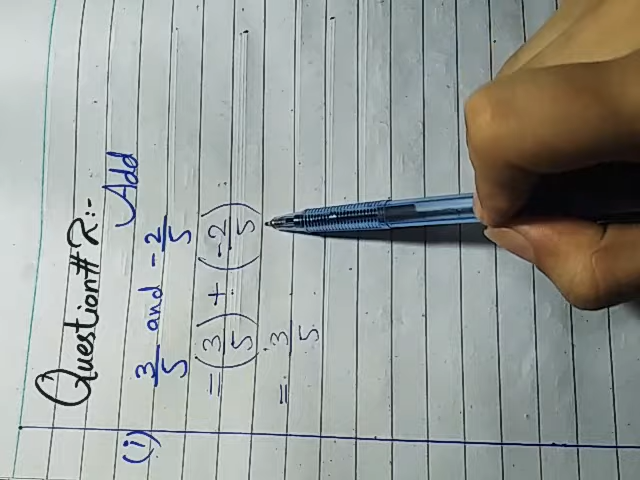 Question# 2:-
Add
(i) 3/5 and -2/5
= (3/5) + (-2/5)
= 3/5